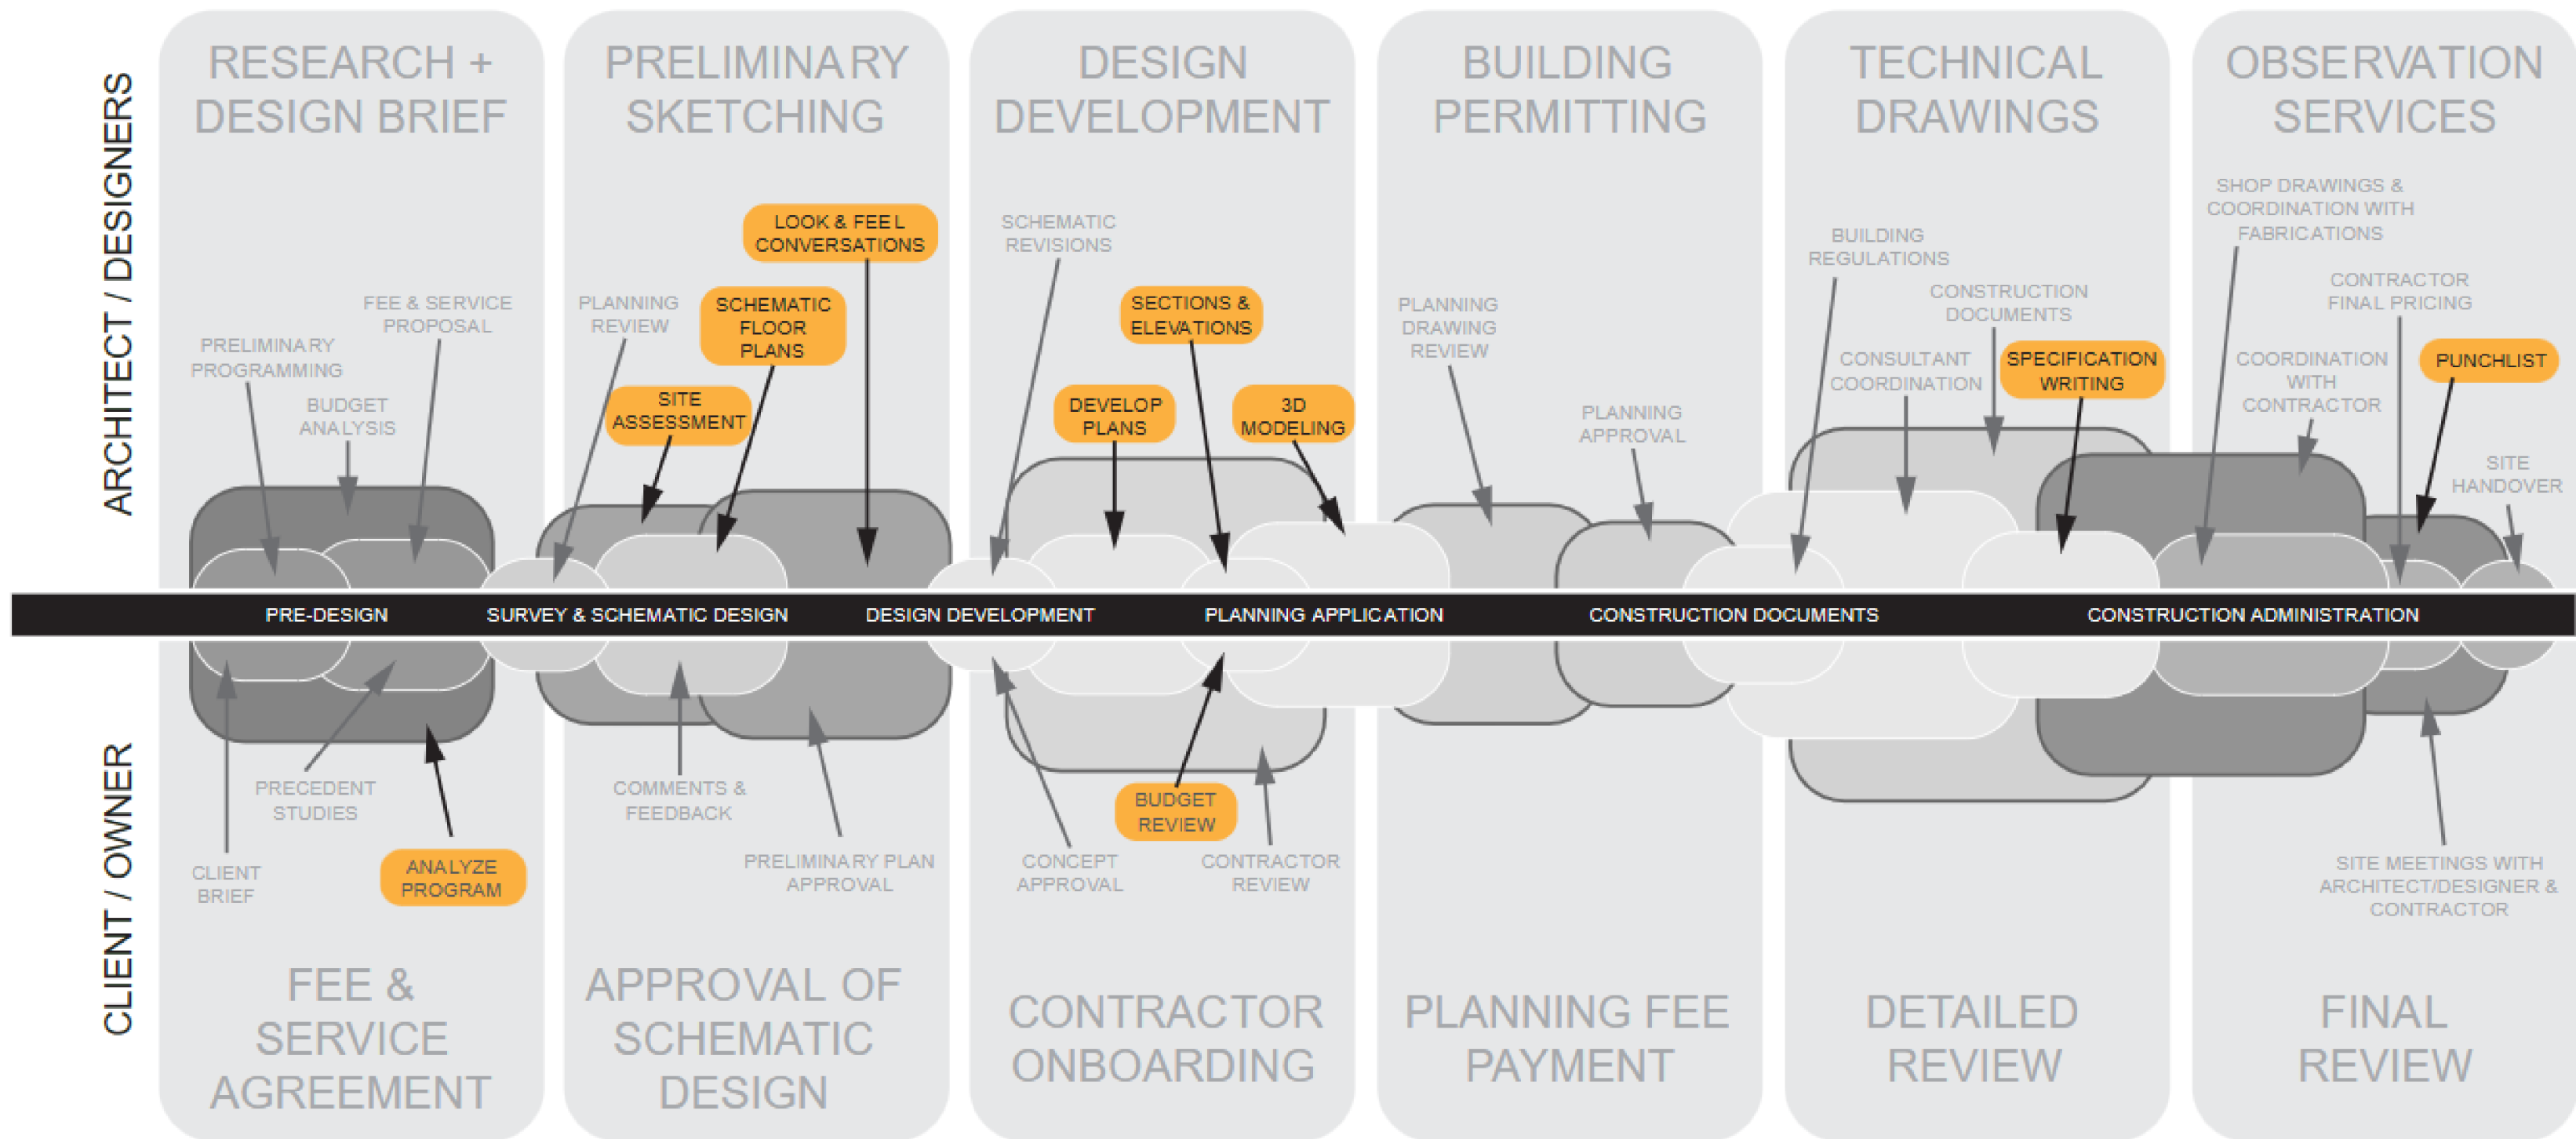 ARCHITECT / DESIGNERS
CLIENT / OWNER
RESEARCH +
DESIGN BRIEF
PRELIMINARY
SKETCHING
DESIGN
DEVELOPMENT
BUILDING
PERMITTING
TECHNICAL
DRAWINGS
OBSERVATION
SERVICES
PRELIMINARY
PROGRAMMING
BUDGET
ANALYSIS
FEE & SERVICE
PROPOSAL
PLANNING
REVIEW
SITE
ASSESSMENT
SCHEMATIC
FLOOR
PLANS
LOOK & FEEL
CONVERSATIONS
SCHEMATIC
REVISIONS
DEVELOP
PLANS
SECTIONS &
ELEVATIONS
3D
MODELING
PLANNING
DRAWING
REVIEW
PLANNING
APPROVAL
BUILDING
REGULATIONS
CONSULTANT
COORDINATION
CONSTRUCTION
DOCUMENTS
SPECIFICATION
WRITING
SHOP DRAWINGS &
COORDINATION WITH
FABRICATIONS
COORDINATION
WITH
CONTRACTOR
CONTRACTOR
FINAL PRICING
PUNCHLIST
SITE
HANDOVER
PRE-DESIGN
SURVEY & SCHEMATIC DESIGN
DESIGN DEVELOPMENT
PLANNING APPLICATION
CONSTRUCTION DOCUMENTS
CONSTRUCTION ADMINISTRATION
CLIENT
BRIEF
PRECEDENT
STUDIES
ANALYZE
PROGRAM
COMMENTS &
FEEDBACK
PRELIMINARY PLAN
APPROVAL
CONCEPT
APPROVAL
BUDGET
REVIEW
CONTRACTOR
REVIEW
SITE MEETINGS WITH
ARCHITECT/DESIGNER &
CONTRACTOR
FEE &
SERVICE
AGREEMENT
APPROVAL OF
SCHEMATIC
DESIGN
CONTRACTOR
ONBOARDING
PLANNING FEE
PAYMENT
DETAILED
REVIEW
FINAL
REVIEW